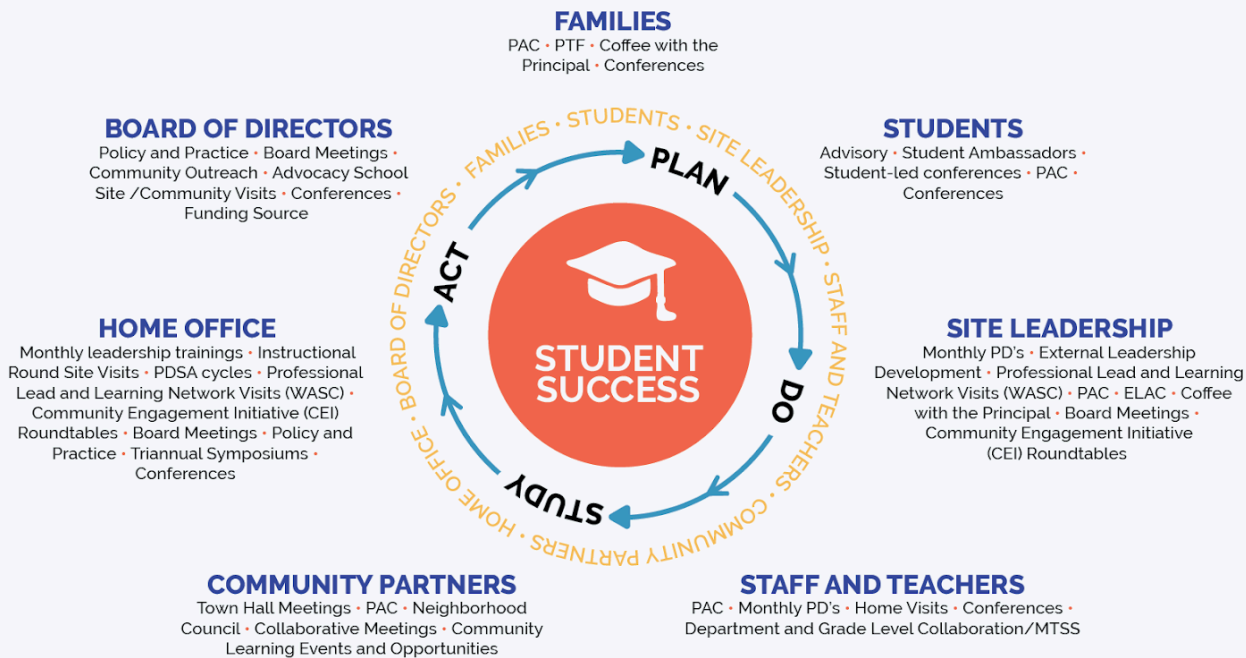 FAMILIES
PAC • PTF • Coffee with the
Principal • Conferences
BOARD OF DIRECTORS
Policy and Practice • Board Meetings •
Community Outreach • Advocacy School
Site /Community Visits • Conferences •
Funding Source
STUDENTS
Advisory • Student Ambassadors •
Student-led conferences • PAC •
Conferences
FAMILIES • STUDENTS • SITE LEADERSHIP • STAFF AND TEACHERS • COMMUNITY PARTNERS • HOME OFFICE • BOARD OF DIRECTORS •
PLAN
DO
STUDY
ACT
STUDENT
SUCCESS
HOME OFFICE
Monthly leadership trainings • Instructional
Round Site Visits • PDSA cycles • Professional
Lead and Learning Network Visits (WASC) •
Community Engagement Initiative (CEI)
Roundtables • Board Meetings • Policy and
Practice • Triannual Symposiums •
Conferences
SITE LEADERSHIP
Monthly PD's • External Leadership
Development • Professional Lead and Learning
Network Visits (WASC) • PAC • ELAC • Coffee
with the Principal • Board Meetings •
Community Engagement Initiative
(CEI) Roundtables
COMMUNITY PARTNERS
Town Hall Meetings • PAC • Neighborhood
Council • Collaborative Meetings • Community
Learning Events and Opportunities
STAFF AND TEACHERS
PAC • Monthly PD's • Home Visits • Conferences •
Department and Grade Level Collaboration/MTSS